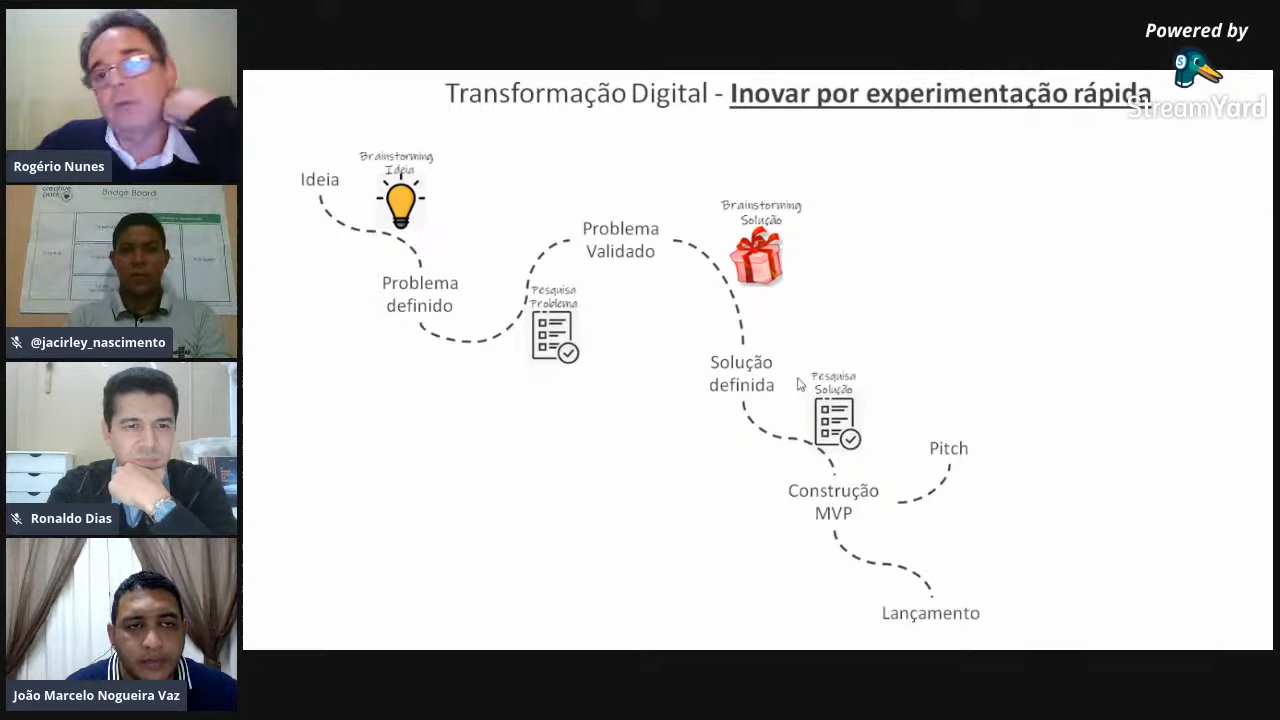 Powered by
StreamYard
Transformação Digital - Inovar por experimentação rápida
Ideia
Brainstorming
Ideia
Problema
definido
Pesquisa
Problema
Problema
Validado
Brainstorming
Solução
Solução
definida
Pesquisa
Solução
Construção
MVP
Pitch
Lançamento
Rogério Nunes
Bridge Board
@jacirley_nascimento
Ronaldo Dias
João Marcelo Nogueira Vaz